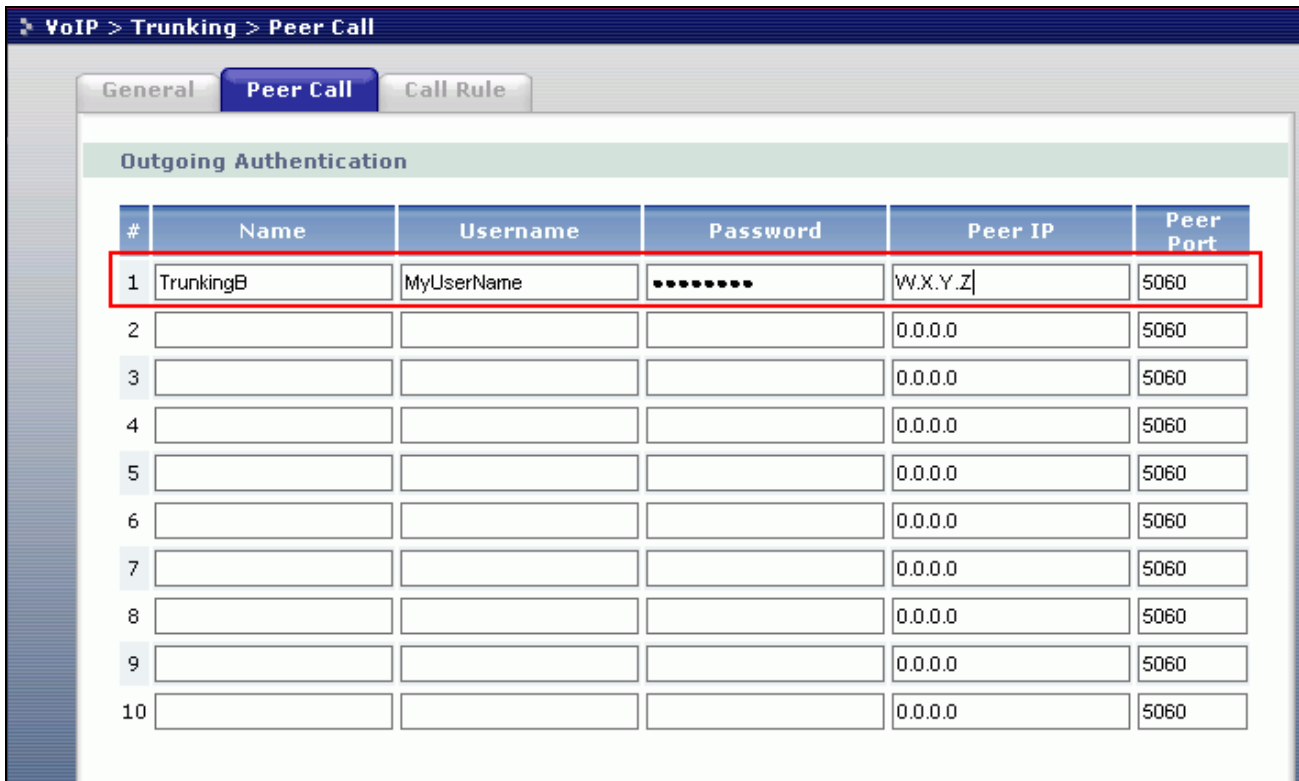 VoIP > Trunking > Peer Call
General Peer Call Call Rule
Outgoing Authentication
# Name Username Password Peer IP Peer Port
1 TrunkingB MyUserName •••••••• W.X.Y.Z 5060
2 0.0.0.0 5060
3 0.0.0.0 5060
4 0.0.0.0 5060
5 0.0.0.0 5060
6 0.0.0.0 5060
7 0.0.0.0 5060
8 0.0.0.0 5060
9 0.0.0.0 5060
10 0.0.0.0 5060